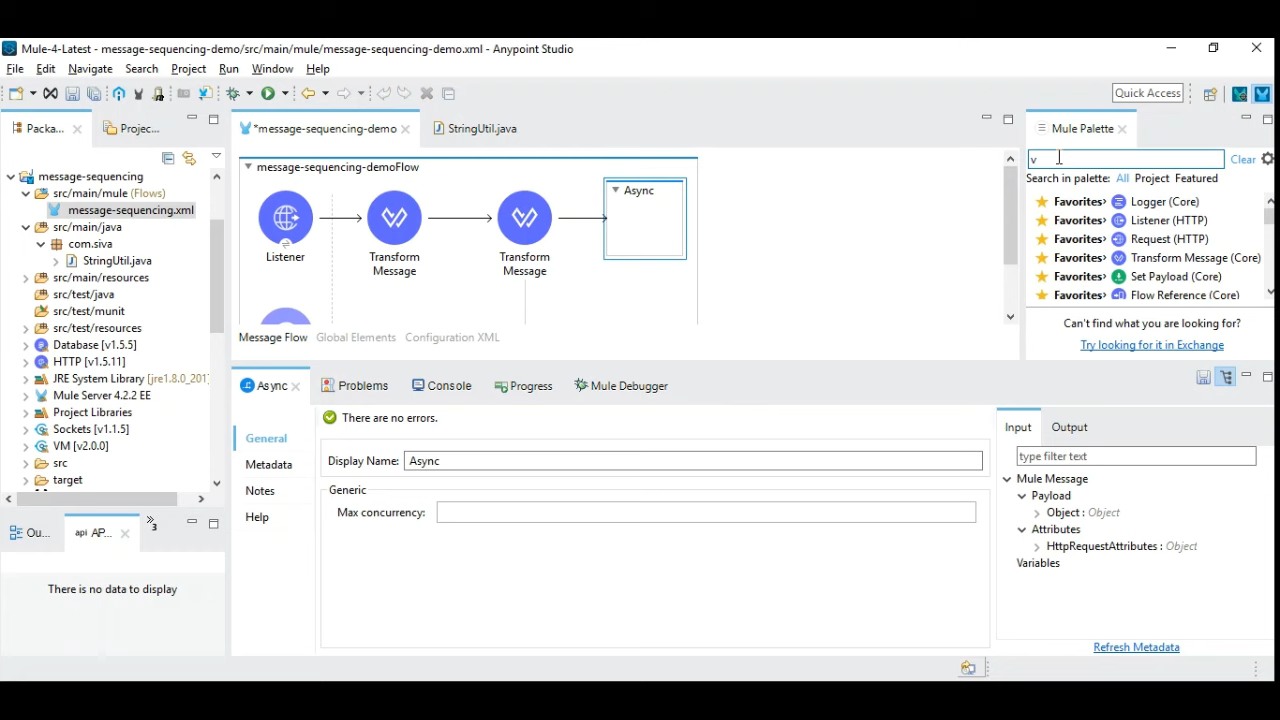 Mule-4-Latest - message-sequencing-demo/src/main/mule/message-sequencing-demo.xml - Anypoint Studio
File Edit Navigate Search Project Run Window Help
Quick Access
Packa...
Projec...
message-sequencing
src/main/mule (Flows)
message-sequencing.xml
src/main/java
com.siva
StringUtil.java
src/main/resources
src/test/java
src/test/munit
src/test/resources
Database [v1.5.5]
HTTP [v1.5.11]
JRE System Library [jre1.8.0_201]
Mule Server 4.2.2 EE
Project Libraries
Sockets [v1.1.5]
VM [v2.0.0]
src
target
Ou...
api AP...
3
There is no data to display
*message-sequencing-demo
StringUtil.java
message-sequencing-demoFlow
Listener
Transform Message
Transform Message
Async
Message Flow Global Elements Configuration XML
Mule Palette
v
Clear
Search in palette: All Project Featured
Favorites> Logger (Core)
Favorites> Listener (HTTP)
Favorites> Request (HTTP)
Favorites> Transform Message (Core)
Favorites> Set Payload (Core)
Favorites> Flow Reference (Core)
Can't find what you are looking for?
Try looking for it in Exchange
Async
Problems
Console
Progress
Mule Debugger
There are no errors.
General
Metadata
Notes
Help
Display Name: Async
Generic
Max concurrency:
Input Output
type filter text
Mule Message
Payload
Object : Object
Attributes
HttpRequestAttributes : Object
Variables
Refresh Metadata